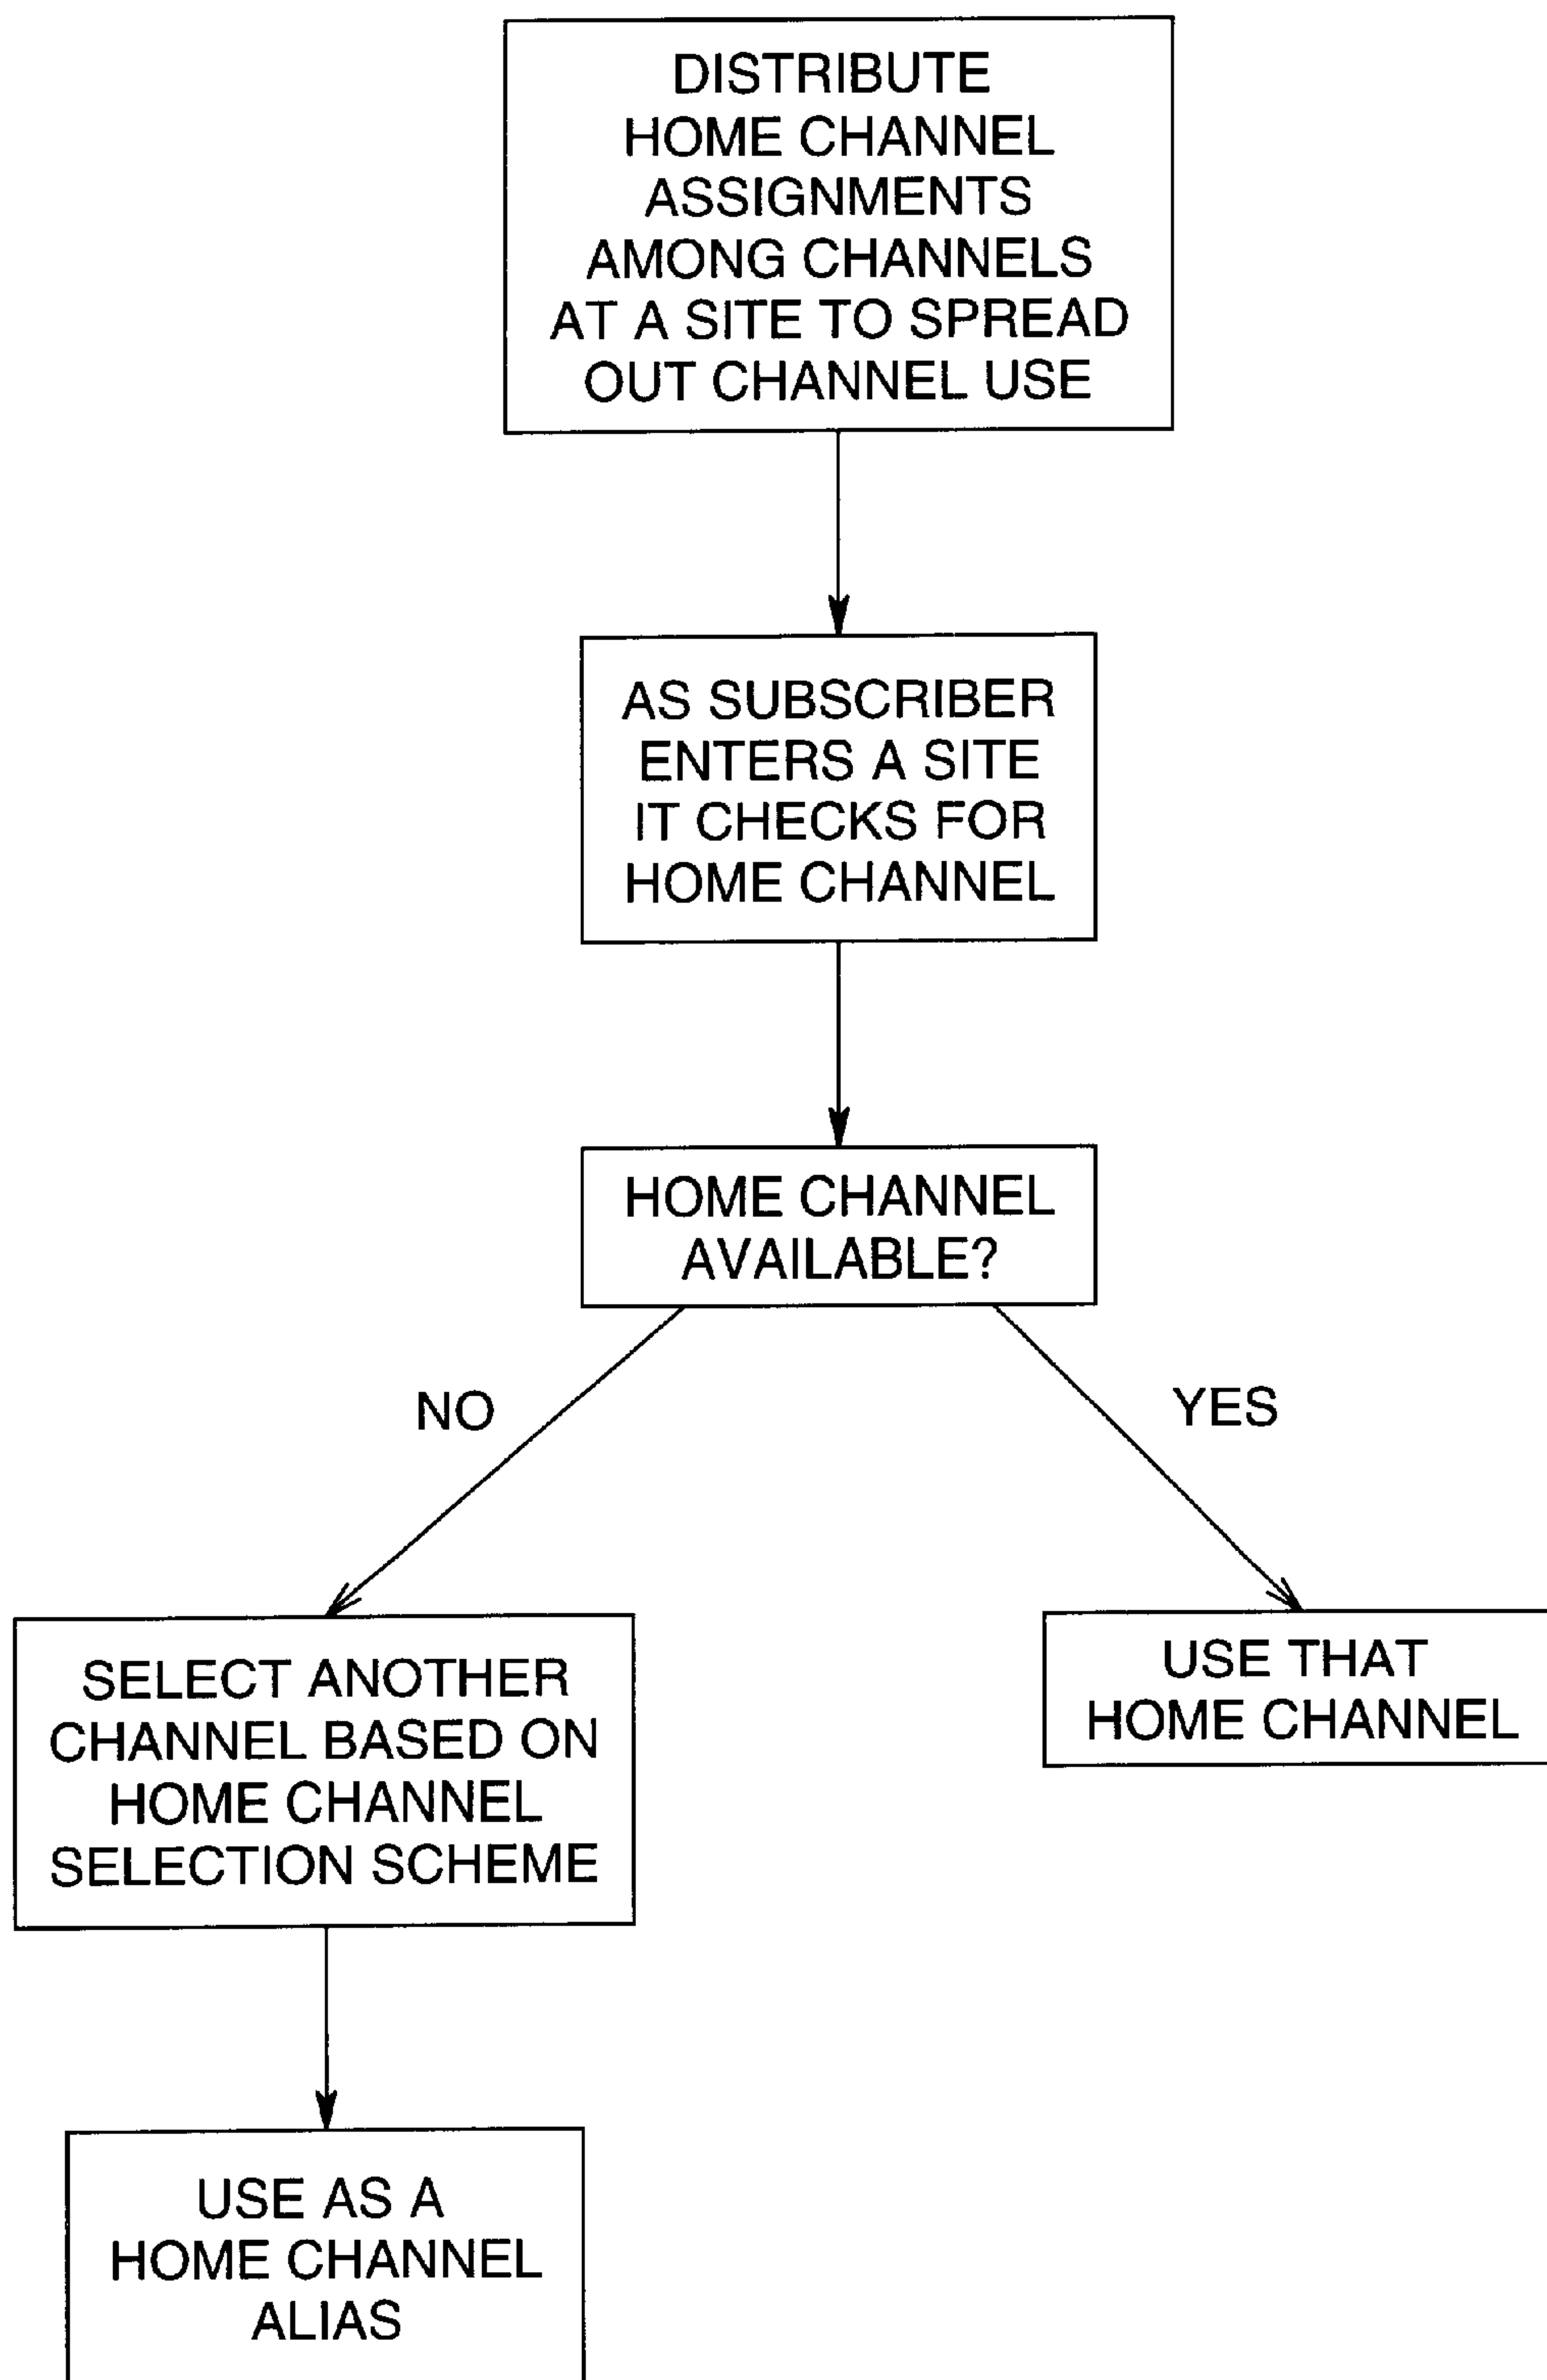 DISTRIBUTE
HOME CHANNEL
ASSIGNMENTS
AMONG CHANNELS
AT A SITE TO SPREAD
OUT CHANNEL USE
AS SUBSCRIBER
ENTERS A SITE
IT CHECKS FOR
HOME CHANNEL
HOME CHANNEL
AVAILABLE?
NO
YES
SELECT ANOTHER
CHANNEL BASED ON
HOME CHANNEL
SELECTION SCHEME
USE THAT
HOME CHANNEL
USE AS A
HOME CHANNEL
ALIAS